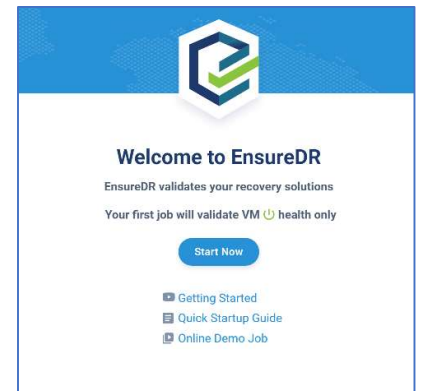 Welcome to EnsureDR
EnsureDR validates your recovery solutions
Your first job will validate VM health only
Start Now
Getting Started
Quick Startup Guide
Online Demo Job